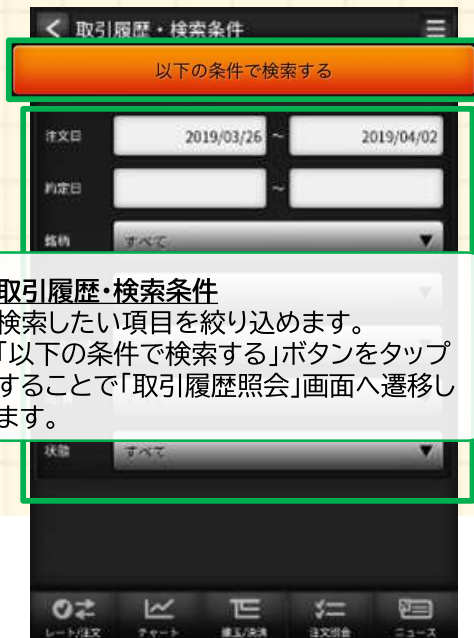 取引履歴・検索条件
以下の条件で検索する
注文日 2019/03/26 ~ 2019/04/02
約定日 ~
銘柄 すべて
取引履歴・検索条件
検索したい項目を絞り込めます。
「以下の条件で検索する」ボタンをタップ
することで「取引履歴照会」画面へ遷移し
ます。
状態 すべて
レート/注文 チャート 建玉/決済 注文照会 ニュース